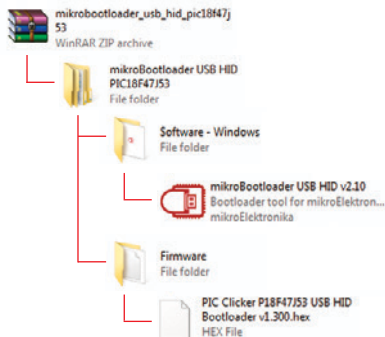 mikrobootloader_usb_hid_pic18f47j
53
WinRAR ZIP archive
mikroBootloader USB HID
PIC18F47J53
File folder
Software - Windows
File folder
mikroBootloader USB HID v2.10
Bootloader tool for mikroElektron...
mikroElektronika
Firmware
File folder
PIC Clicker P18F47J53 USB HID
Bootloader v1.300.hex
HEX File